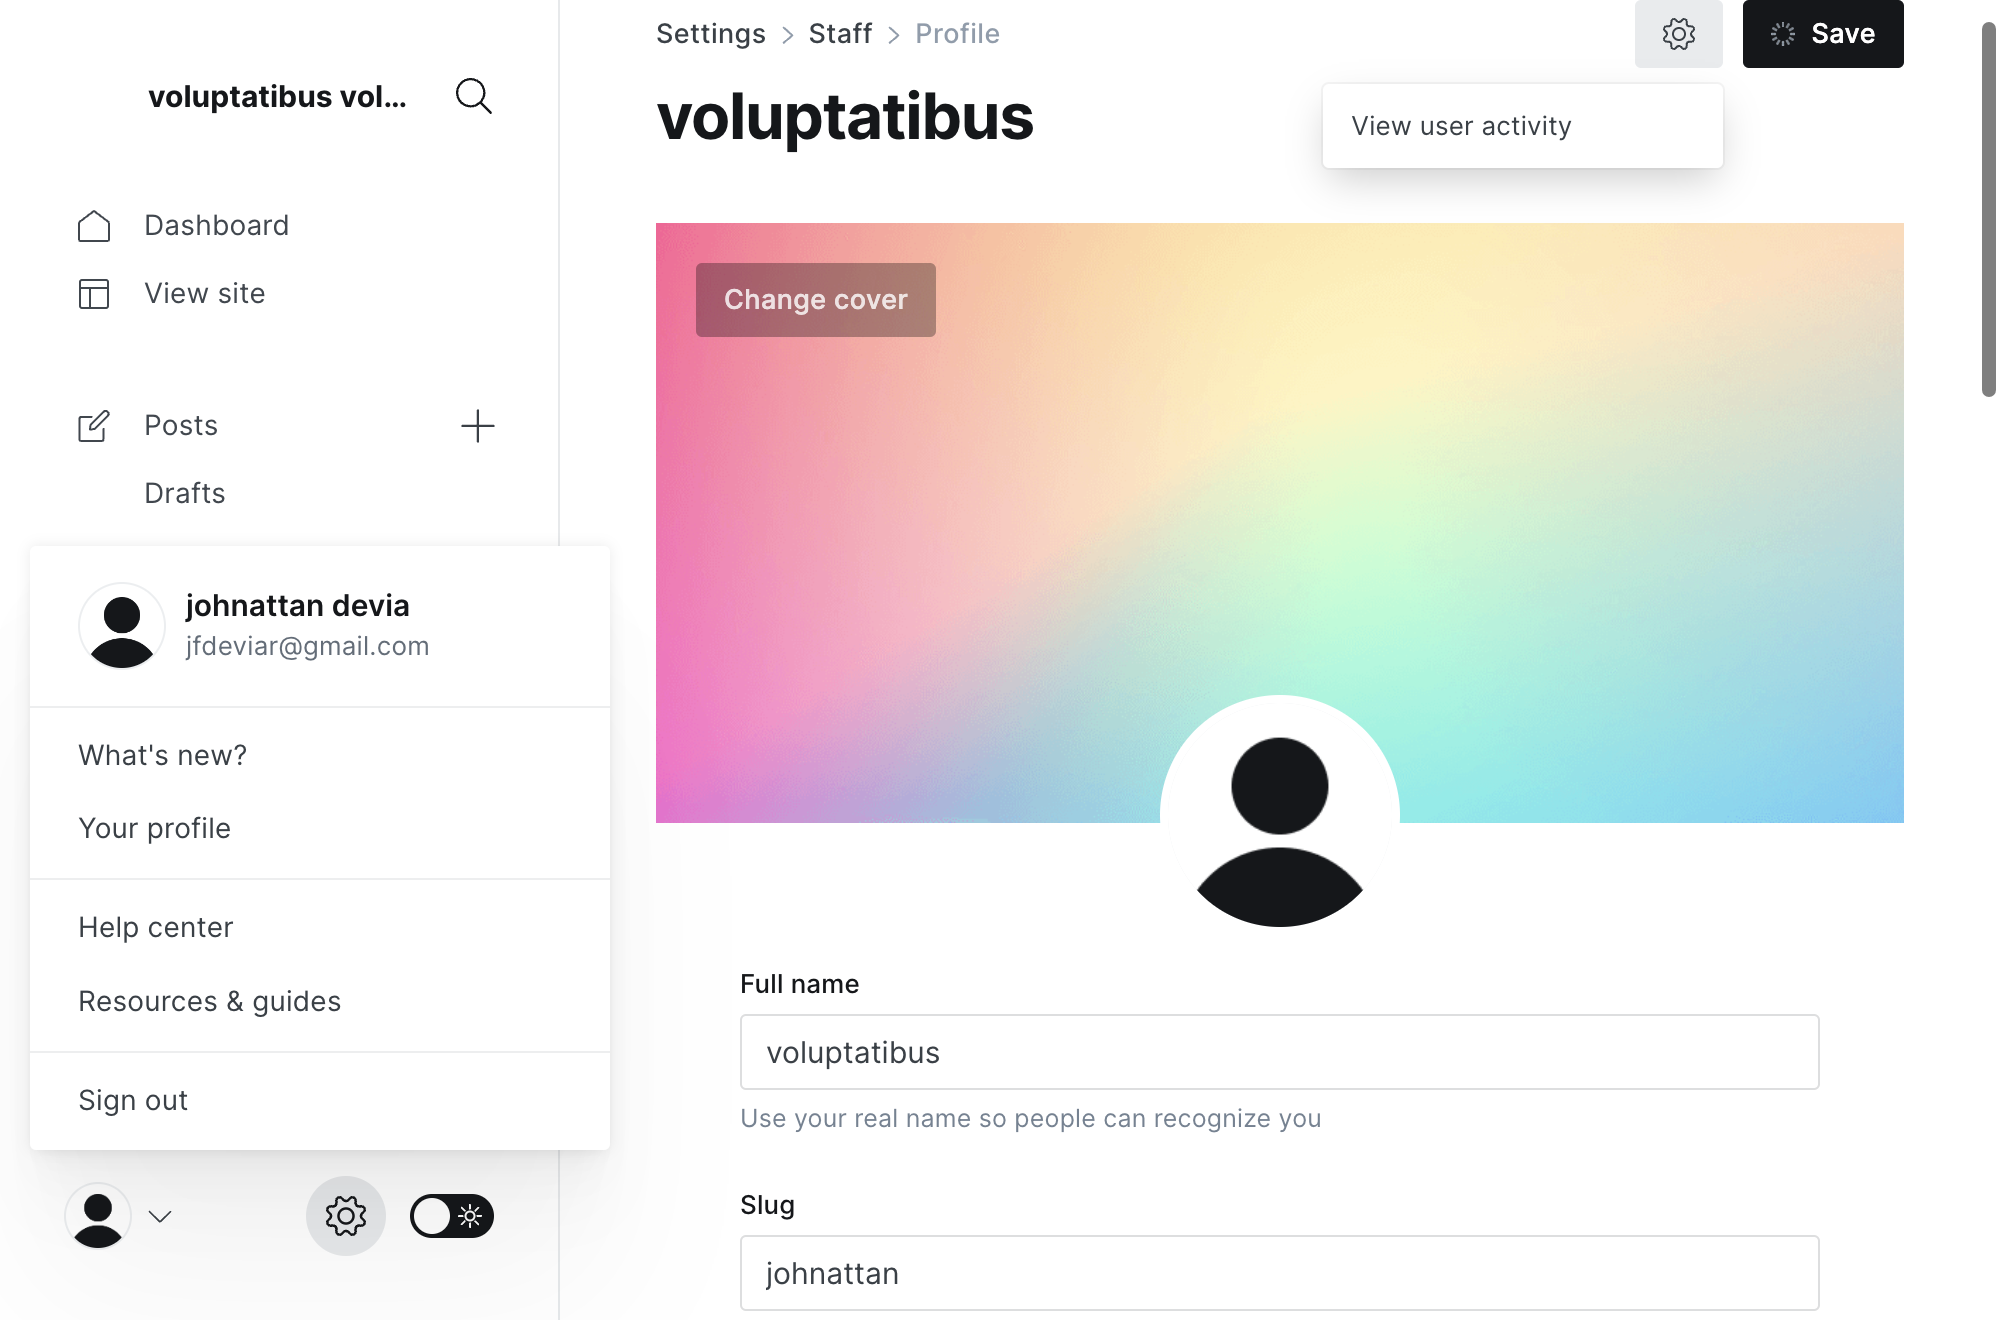 voluptatibus vol...
Dashboard
View site
Posts
Drafts
johnattan devia
jfdeviar@gmail.com
What's new?
Your profile
Help center
Resources & guides
Sign out
Settings > Staff > Profile
Save
voluptatibus
View user activity
Change cover
Full name
voluptatibus
Use your real name so people can recognize you
Slug
johnattan